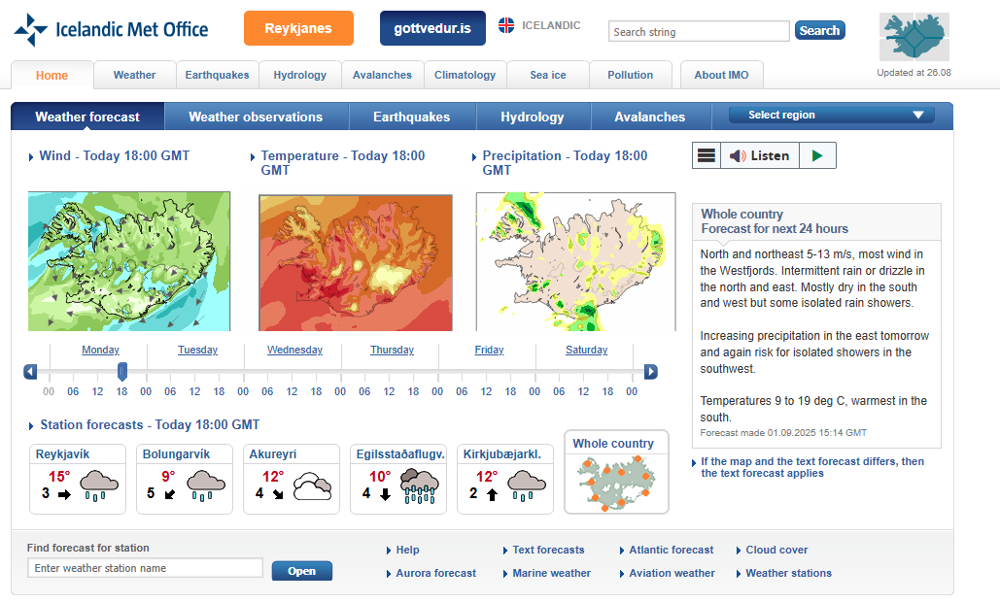 Icelandic Met Office
Reykjanes
gottvedur.is
ICELANDIC
Search string
Search
Updated at 26.08
Home
Weather
Earthquakes
Hydrology
Avalanches
Climatology
Sea ice
Pollution
About IMO
Weather forecast
Weather observations
Earthquakes
Hydrology
Avalanches
Select region
Wind - Today 18:00 GMT
Temperature - Today 18:00
GMT
Precipitation - Today 18:00
GMT
Listen
Whole country
Forecast for next 24 hours
North and northeast 5-13 m/s, most wind in
the Westfjords. Intermittent rain or drizzle in
the north and east. Mostly dry in the south
and west but some isolated rain showers.
Increasing precipitation in the east tomorrow
and again risk for isolated showers in the
southwest.
Temperatures 9 to 19 deg C, warmest in the
south.
Forecast made 01.09.2025 15:14 GMT
If the map and the text forecast differs, then
the text forecast applies
Monday
Tuesday
Wednesday
Thursday
Friday
Saturday
00 06 12 18 00 06 12 18 00 06 12 18 00 06 12 18 00 06 12 18 00 06 12 18 00
Station forecasts - Today 18:00 GMT
Reykjavík
15°
3
Bolungarvík
9°
5
Akureyri
12°
4
Egilsstaðaflugv.
10°
4
Kirkjubæjarkl.
12°
2
Whole country
Find forecast for station
Enter weather station name
Open
Help
Text forecasts
Atlantic forecast
Cloud cover
Aurora forecast
Marine weather
Aviation weather
Weather stations